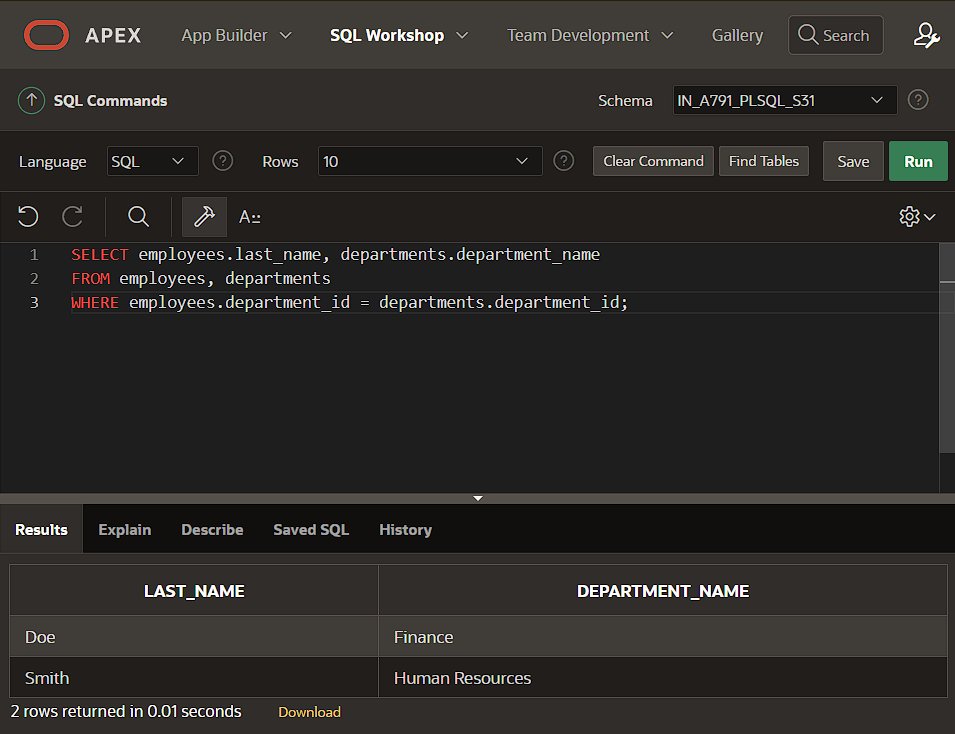 APEX App Builder SQL Workshop Team Development Gallery Search
SQL Commands Schema IN_A791_PLSQL_S31 ?
Language SQL ? Rows 10 ? Clear Command Find Tables Save Run
A::
1 SELECT employees.last_name, departments.department_name
2 FROM employees, departments
3 WHERE employees.department_id = departments.department_id;
Results Explain Describe Saved SQL History
LAST_NAME DEPARTMENT_NAME
Doe Finance
Smith Human Resources
2 rows returned in 0.01 seconds Download